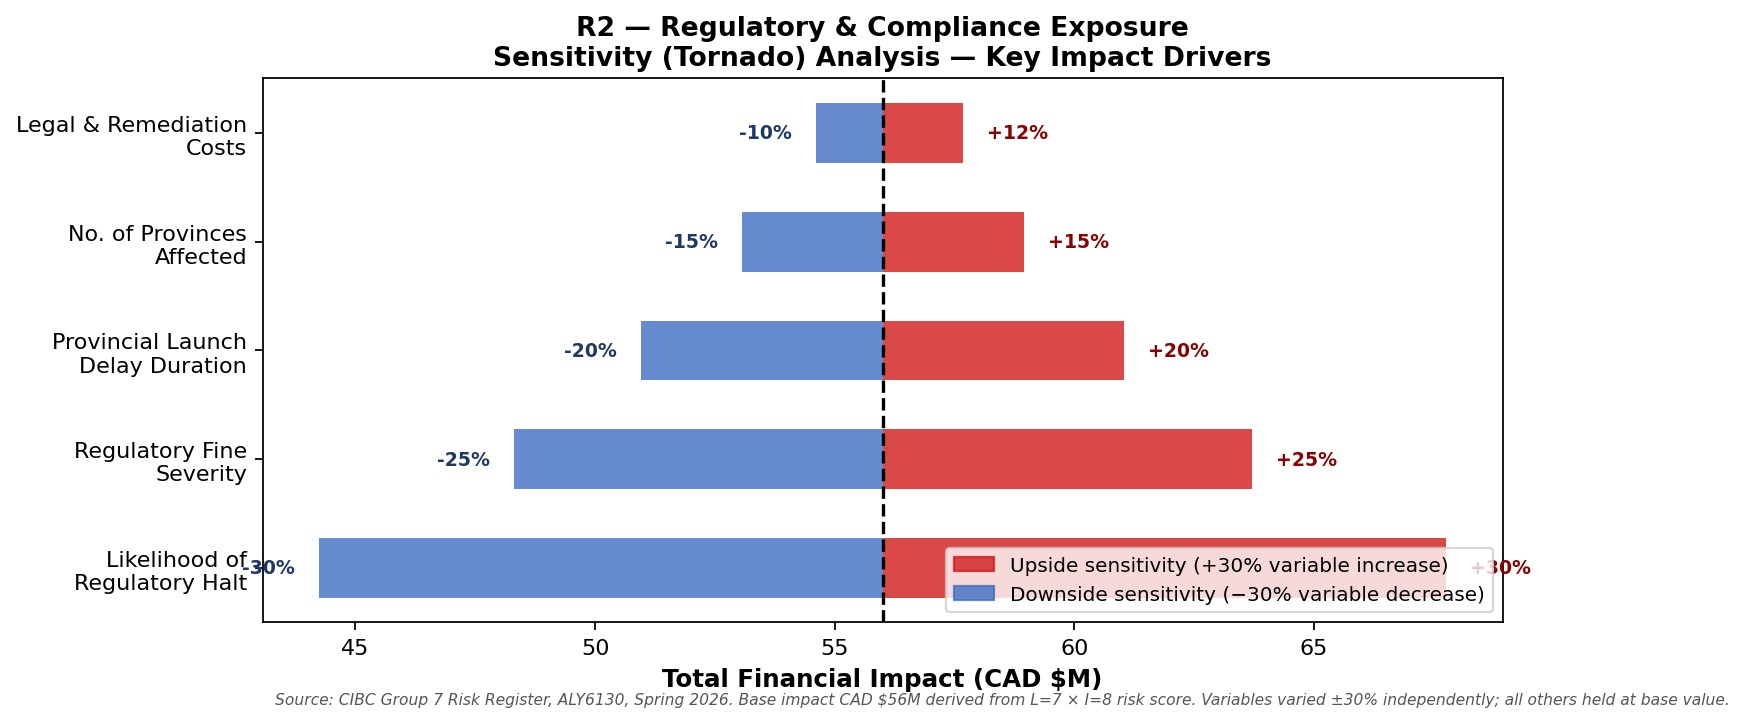 R2 — Regulatory & Compliance Exposure
Sensitivity (Tornado) Analysis — Key Impact Drivers
Legal & Remediation
Costs
-10%
+12%
No. of Provinces
Affected
-15%
+15%
Provincial Launch
Delay Duration
-20%
+20%
Regulatory Fine
Severity
-25%
+25%
Likelihood of
Regulatory Halt
-30%
+30%
Upside sensitivity (+30% variable increase)
Downside sensitivity (−30% variable decrease)
45 50 55 60 65
Total Financial Impact (CAD $M)
Source: CIBC Group 7 Risk Register, ALY6130, Spring 2026. Base impact CAD $56M derived from L=7 × I=8 risk score. Variables varied ±30% independently; all others held at base value.